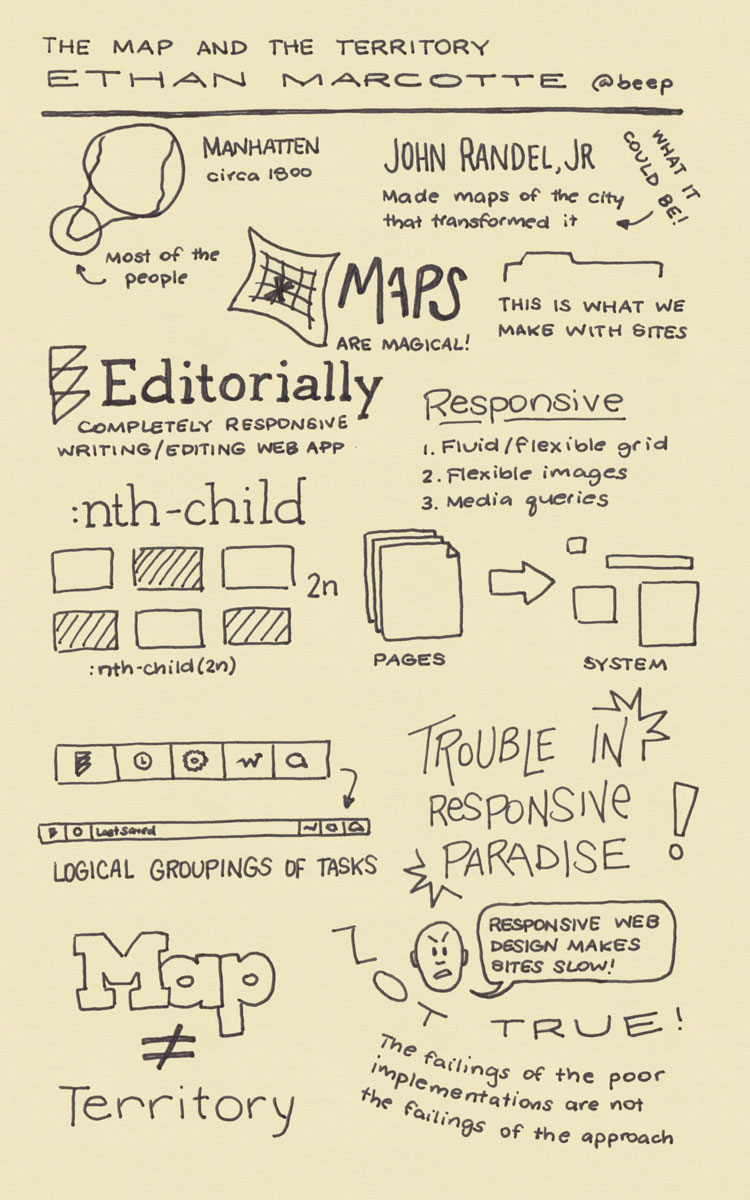 THE MAP AND THE TERRITORY
ETHAN MARCOTTE @beep
MANHATTEN
circa 1800
Most of the
people
JOHN RANDEL, JR
Made maps of the city
that transformed it
WHAT IT
COULD BE!
MAPS
ARE MAGICAL!
THIS IS WHAT WE
MAKE WITH SITES
Editorially
COMPLETELY RESPONSIVE
WRITING/EDITING WEB APP
Responsive
1. Fluid/flexible grid
2. Flexible images
3. Media queries
:nth-child
2n
:nth-child(2n)
PAGES
SYSTEM
Last saved
LOGICAL GROUPINGS OF TASKS
TROUBLE IN
RESPONSIVE
PARADISE!
Map
≠
Territory
RESPONSIVE WEB
DESIGN MAKES
SITES SLOW!
NOT TRUE!
The failings of the poor
implementations are not
the failings of the approach